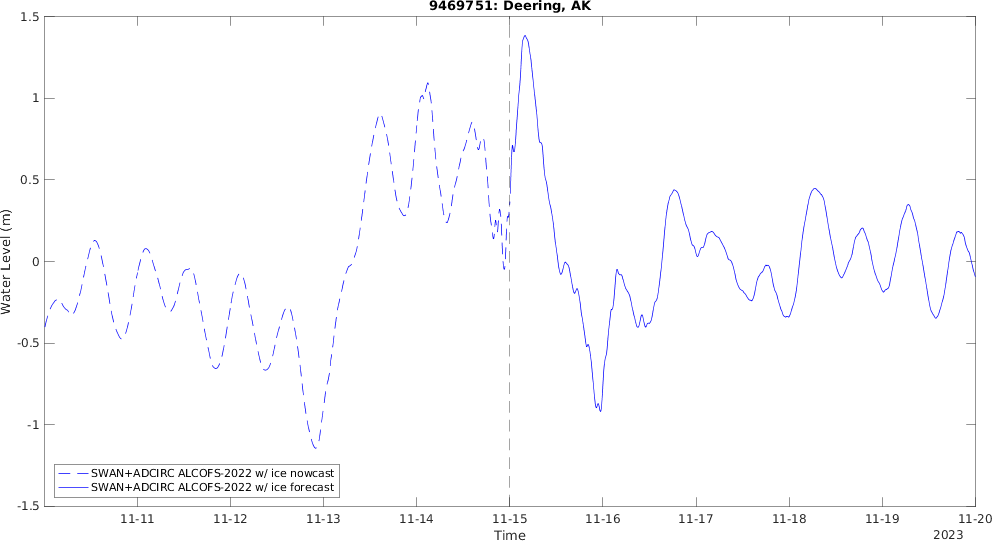 9469751: Deering, AK
1.5
1
0.5
0
-0.5
-1
-1.5
Water Level (m)
SWAN+ADCIRC ALCOFS-2022 w/ ice nowcast
SWAN+ADCIRC ALCOFS-2022 w/ ice forecast
11-11 11-12 11-13 11-14 11-15 11-16 11-17 11-18 11-19 11-20
Time
2023